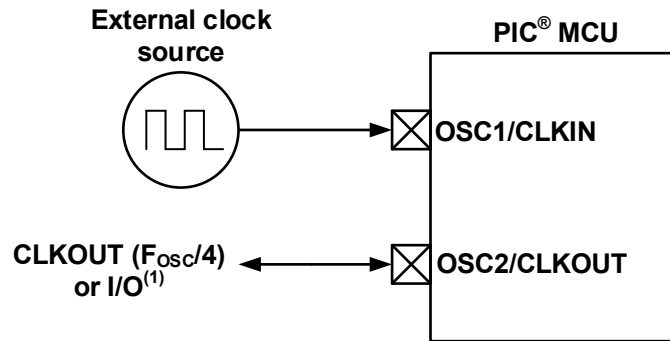 External clock
source
PIC® MCU
OSC1/CLKIN
CLKOUT (FOSC/4)
or I/O(1)
OSC2/CLKOUT